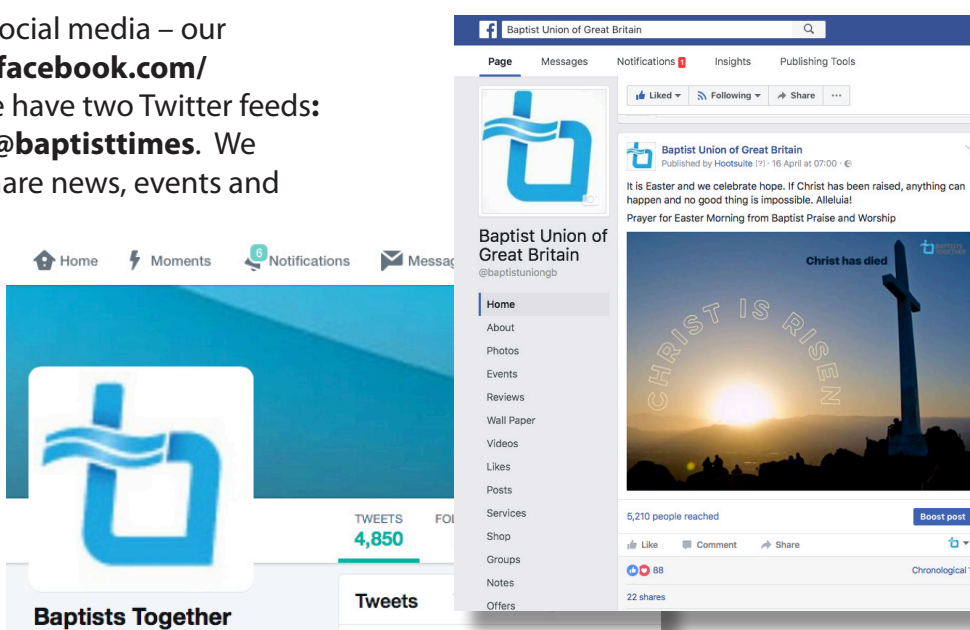 ocial media – our
facebook.com/
e have two Twitter feeds:
@baptisttimes. We
are news, events and
Home
Moments
6
Notifications
TWEETS
4,850
Tweets
Baptists Together
Baptist Union of Great Britain
Page
Messages
Notifications 1
Insights
Publishing Tools
Liked
Following
Share
Baptist Union of Great Britain
@baptistuniongb
Home
About
Photos
Events
Reviews
Wall Paper
Videos
Likes
Posts
Services
Shop
Groups
Notes
Offers
Baptist Union of Great Britain
Published by Hootsuite [?] · 16 April at 07:00 ·
It is Easter and we celebrate hope. If Christ has been raised, anything can
happen and no good thing is impossible. Alleluia!
Prayer for Easter Morning from Baptist Praise and Worship
BAPTISTS
TOGETHER
Christ has died
CHRIST IS RISEN
5,210 people reached
Boost post
Like
Comment
Share
88
Chronological
22 shares